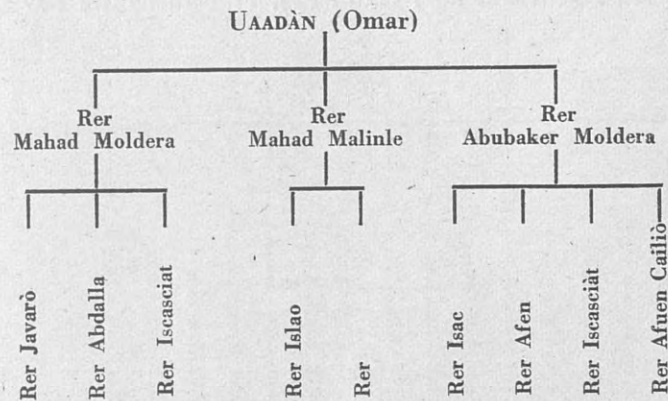 UAADÀN (Omar)
Rer
Mahad Moldera
Rer
Mahad Malinle
Rer
Abubaker Moldera
Rer Javarò
Rer Abdalla
Rer Iscasciat
Rer Islao
Rer
Rer Isac
Rer Afen
Rer Iscasciàt
Rer Afuen Cailiò